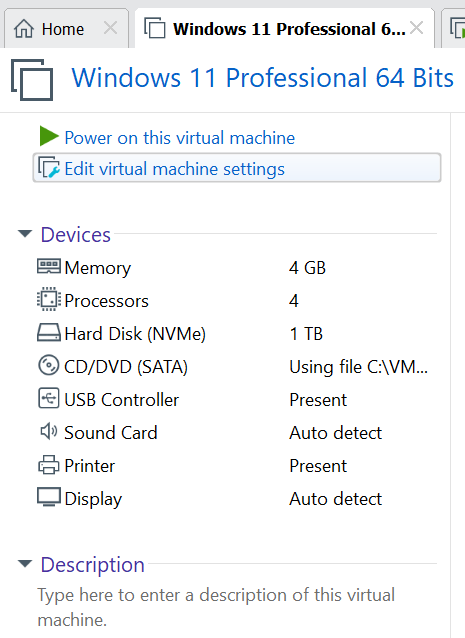 Home
Windows 11 Professional 6...
Windows 11 Professional 64 Bits
Power on this virtual machine
Edit virtual machine settings
Devices
Memory 4 GB
Processors 4
Hard Disk (NVMe) 1 TB
CD/DVD (SATA) Using file C:\VM...
USB Controller Present
Sound Card Auto detect
Printer Present
Display Auto detect
Description
Type here to enter a description of this virtual
machine.